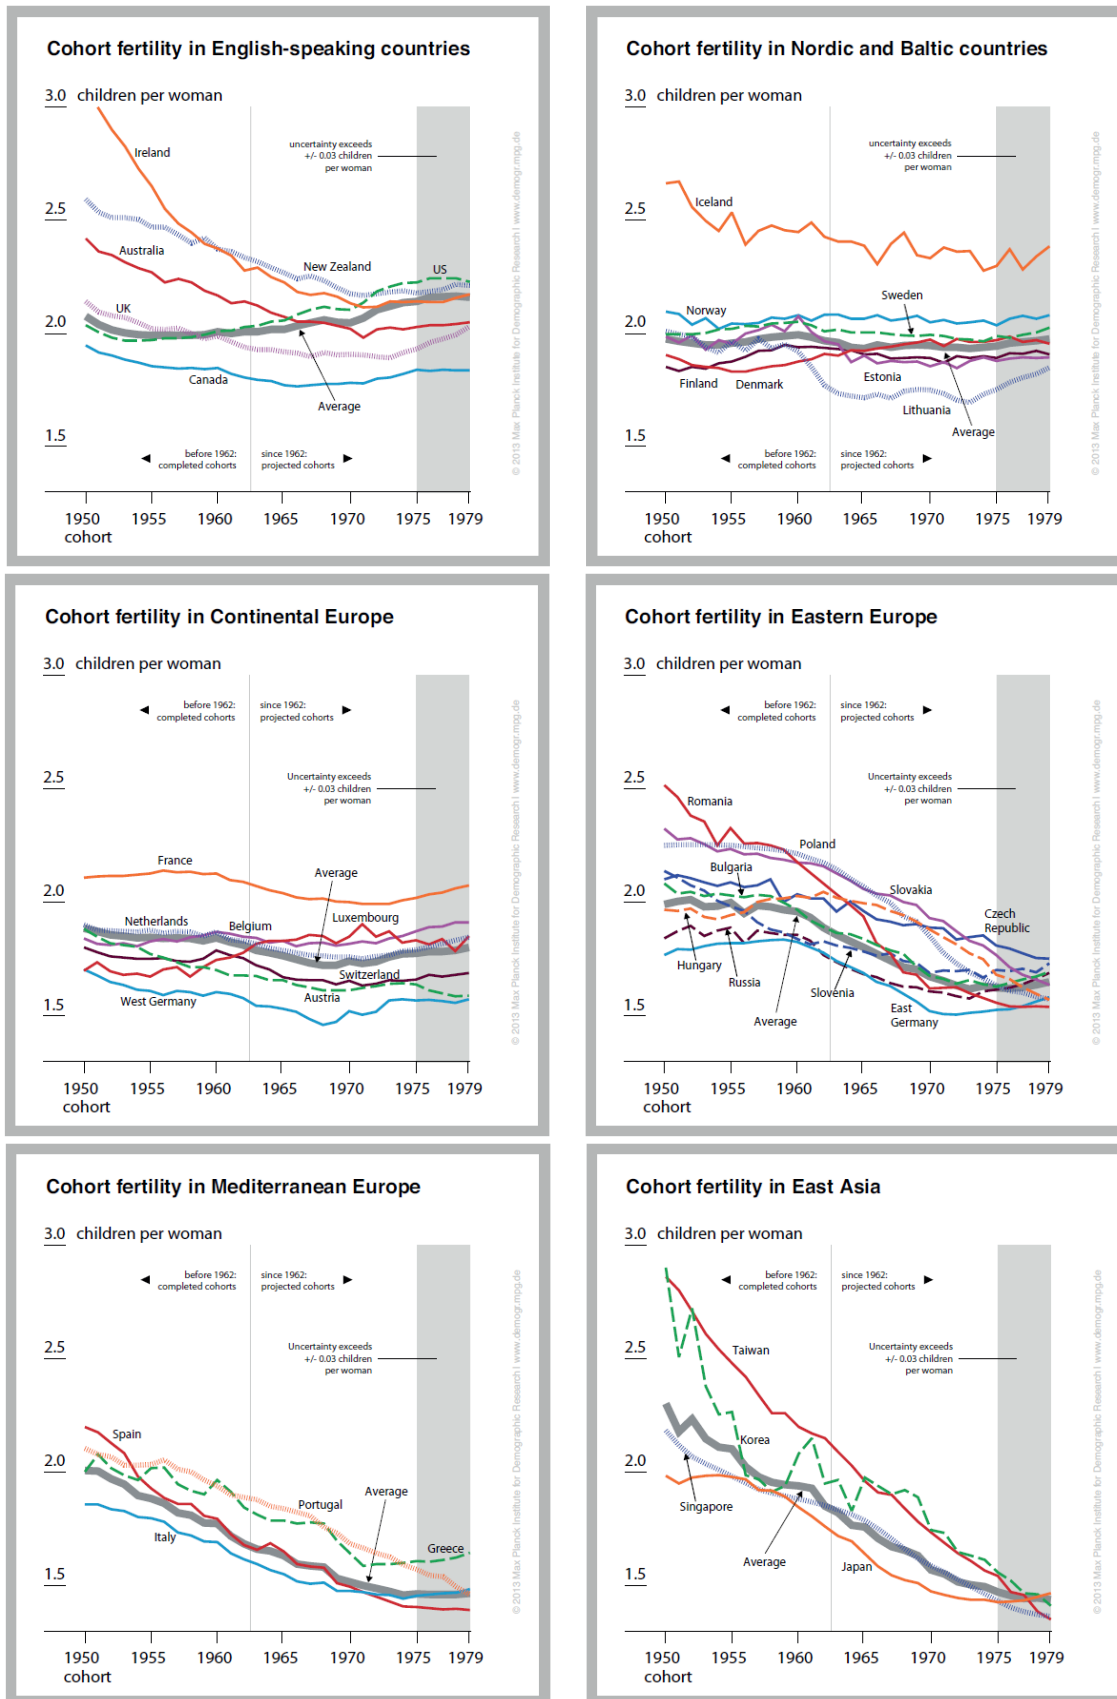 Cohort fertility in English-speaking countries
3.0 children per woman
Ireland
uncertainty exceeds
+/- 0.03 children
per woman
2.5
Australia
New Zealand
US
UK
2.0
Canada
Average
1.5
before 1962:
completed cohorts
since 1962:
projected cohorts
1950 1955 1960 1965 1970 1975 1979
cohort
© 2013 Max Planck Institute for Demographic Research I www.demogr.mpg.de
Cohort fertility in Nordic and Baltic countries
3.0 children per woman
uncertainty exceeds
+/- 0.03 children
per woman
2.5
Iceland
Norway
Sweden
2.0
Finland
Denmark
Estonia
Lithuania
Average
1.5
before 1962:
completed cohorts
since 1962:
projected cohorts
1950 1955 1960 1965 1970 1975 1979
cohort
© 2013 Max Planck Institute for Demographic Research I www.demogr.mpg.de
Cohort fertility in Continental Europe
3.0 children per woman
before 1962:
completed cohorts
since 1962:
projected cohorts
2.5
Uncertainty exceeds
+/- 0.03 children
per woman
France
Average
2.0
Netherlands
Belgium
Luxembourg
Switzerland
West Germany
Austria
1.5
1950 1955 1960 1965 1970 1975 1979
cohort
© 2013 Max Planck Institute for Demographic Research I www.demogr.mpg.de
Cohort fertility in Eastern Europe
3.0 children per woman
before 1962:
completed cohorts
since 1962:
projected cohorts
2.5
Uncertainty exceeds
+/- 0.03 children
per woman
Romania
Poland
Bulgaria
Slovakia
2.0
Czech
Republic
Hungary
Russia
Slovenia
East
Germany
Average
1.5
1950 1955 1960 1965 1970 1975 1979
cohort
© 2013 Max Planck Institute for Demographic Research I www.demogr.mpg.de
Cohort fertility in Mediterranean Europe
3.0 children per woman
before 1962:
completed cohorts
since 1962:
projected cohorts
2.5
Uncertainty exceeds
+/- 0.03 children
per woman
Spain
2.0
Average
Portugal
Italy
Greece
1.5
1950 1955 1960 1965 1970 1975 1979
cohort
© 2013 Max Planck Institute for Demographic Research I www.demogr.mpg.de
Cohort fertility in East Asia
3.0 children per woman
before 1962:
completed cohorts
since 1962:
projected cohorts
2.5
Uncertainty exceeds
+/- 0.03 children
per woman
Taiwan
Korea
2.0
Singapore
Average
Japan
1.5
1950 1955 1960 1965 1970 1975 1979
cohort
© 2013 Max Planck Institute for Demographic Research I www.demogr.mpg.de